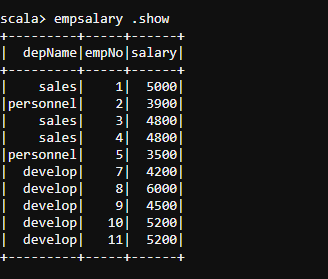 scala> empsalary .show
+---------+-----+------+
|  depName|empNo|salary|
+---------+-----+------+
|    sales|    1|  5000|
|personnel|    2|  3900|
|    sales|    3|  4800|
|    sales|    4|  4800|
|personnel|    5|  3500|
|  develop|    7|  4200|
|  develop|    8|  6000|
|  develop|    9|  4500|
|  develop|   10|  5200|
|  develop|   11|  5200|
+---------+-----+------+